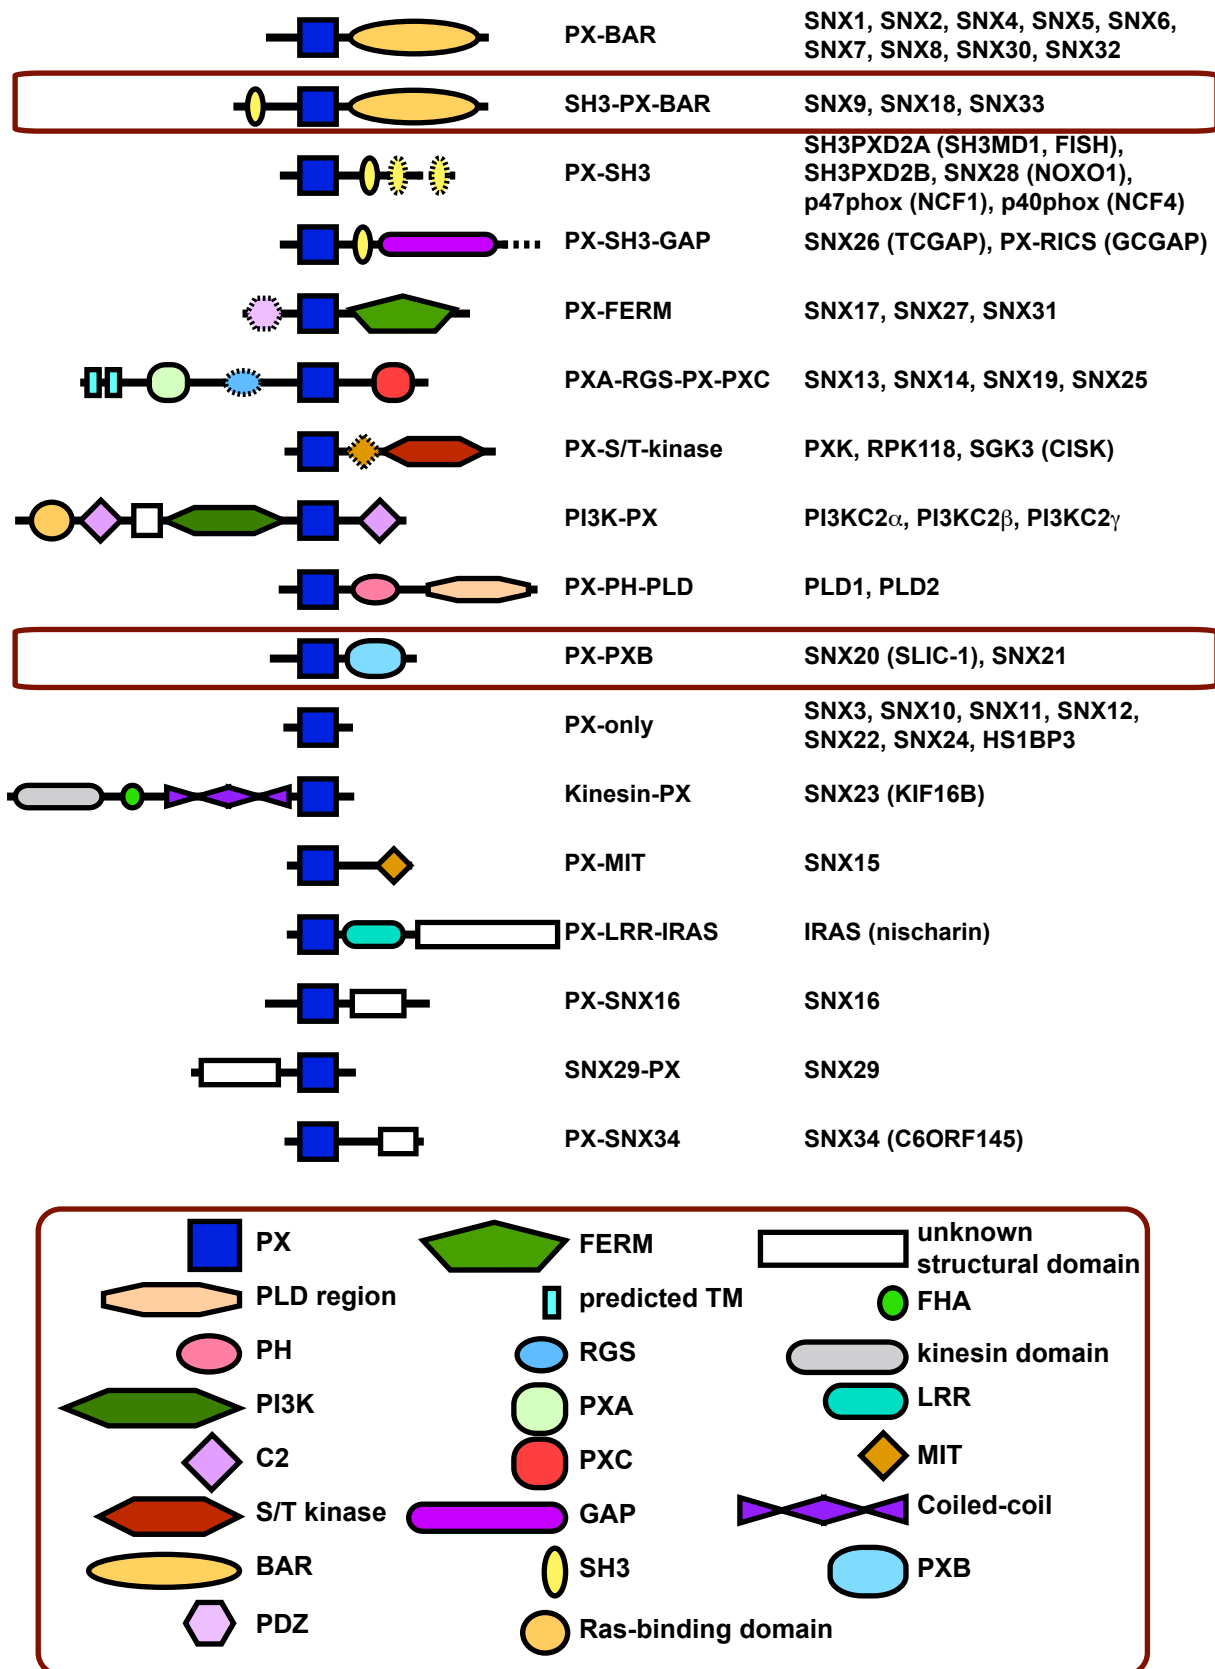 PX-BAR
SNX1, SNX2, SNX4, SNX5, SNX6,
SNX7, SNX8, SNX30, SNX32
SH3-PX-BAR
SNX9, SNX18, SNX33
PX-SH3
SH3PXD2A (SH3MD1, FISH),
SH3PXD2B, SNX28 (NOXO1),
p47phox (NCF1), p40phox (NCF4)
PX-SH3-GAP
SNX26 (TCGAP), PX-RICS (GCGAP)
PX-FERM
SNX17, SNX27, SNX31
PXA-RGS-PX-PXC
SNX13, SNX14, SNX19, SNX25
PX-S/T-kinase
PXK, RPK118, SGK3 (CISK)
PI3K-PX
PI3KC2α, PI3KC2β, PI3KC2γ
PX-PH-PLD
PLD1, PLD2
PX-PXB
SNX20 (SLIC-1), SNX21
PX-only
SNX3, SNX10, SNX11, SNX12,
SNX22, SNX24, HS1BP3
Kinesin-PX
SNX23 (KIF16B)
PX-MIT
SNX15
PX-LRR-IRAS
IRAS (nischarin)
PX-SNX16
SNX16
SNX29-PX
SNX29
PX-SNX34
SNX34 (C6ORF145)
PX
PLD region
PH
PI3K
C2
S/T kinase
BAR
PDZ
FERM
predicted TM
RGS
PXA
PXC
GAP
SH3
Ras-binding domain
unknown
structural domain
FHA
kinesin domain
LRR
MIT
Coiled-coil
PXB